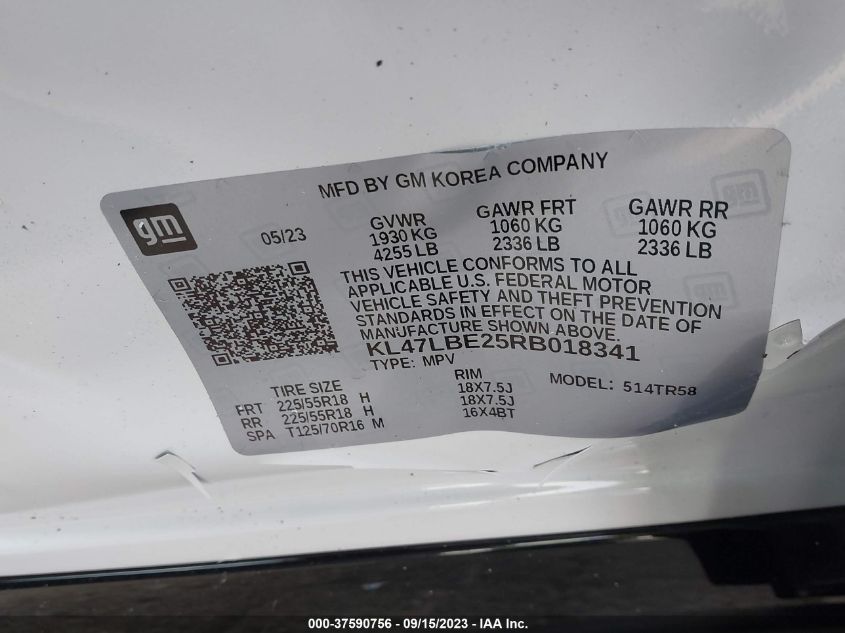 MFD BY GM KOREA COMPANY
gm
05/23
GVWR
1930 KG
4255 LB
GAWR FRT
1060 KG
2336 LB
GAWR RR
1060 KG
2336 LB
THIS VEHICLE CONFORMS TO ALL
APPLICABLE U.S. FEDERAL MOTOR
VEHICLE SAFETY AND THEFT PREVENTION
STANDARDS IN EFFECT ON THE DATE OF
MANUFACTURE SHOWN ABOVE.
KL47LBE25RB018341
TYPE: MPV
MODEL: 514TR58
TIRE SIZE RIM
FRT 225/55R18 H 18X7.5J
RR 225/55R18 H 18X7.5J
SPA T125/70R16 M 16X4BT
000-37590756 - 09/15/2023 - IAA Inc.